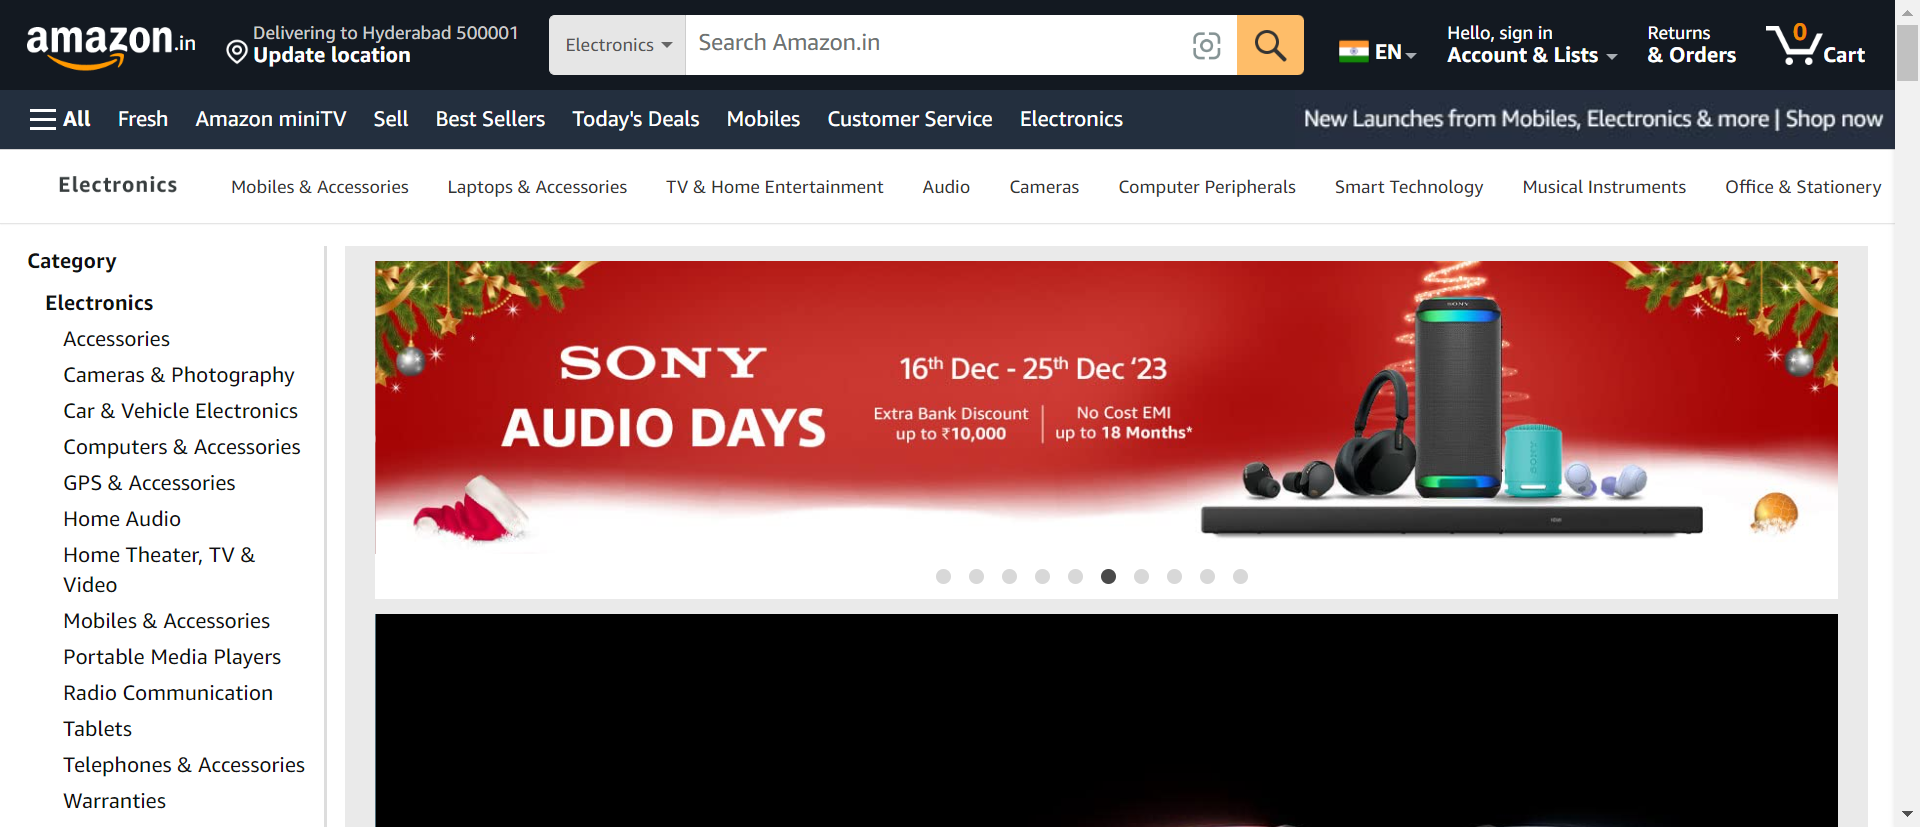 amazon.in
Delivering to Hyderabad 500001
Update location
Electronics
Search Amazon.in
EN
Hello, sign in
Account & Lists
Returns
& Orders
0
Cart
All
Fresh
Amazon miniTV
Sell
Best Sellers
Today's Deals
Mobiles
Customer Service
Electronics
New Launches from Mobiles, Electronics & more | Shop now
Electronics
Mobiles & Accessories
Laptops & Accessories
TV & Home Entertainment
Audio
Cameras
Computer Peripherals
Smart Technology
Musical Instruments
Office & Stationery
Category
Electronics
Accessories
Cameras & Photography
Car & Vehicle Electronics
Computers & Accessories
GPS & Accessories
Home Audio
Home Theater, TV &
Video
Mobiles & Accessories
Portable Media Players
Radio Communication
Tablets
Telephones & Accessories
Warranties
SONY
AUDIO DAYS
16th Dec - 25th Dec ‘23
Extra Bank Discount
up to ₹10,000
No Cost EMI
up to 18 Months*
SONY
SONY